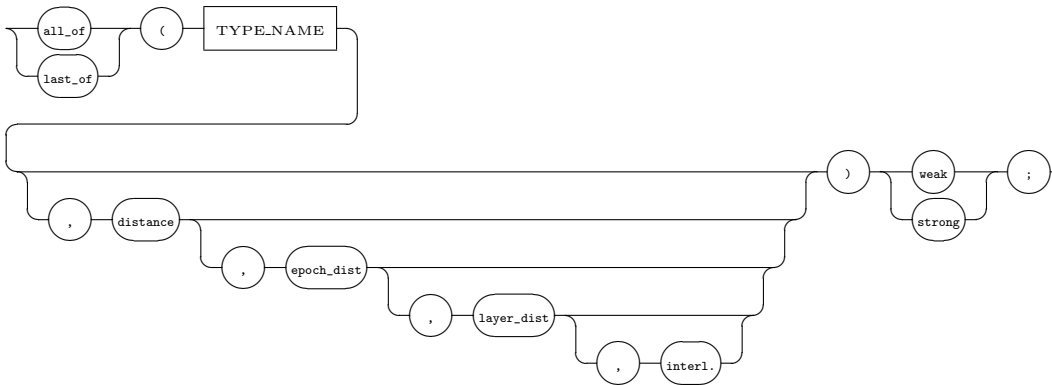 all_of ( TYPE_NAME
last_of
) weak ;
, distance strong
, epoch_dist
, layer_dist
, interl.